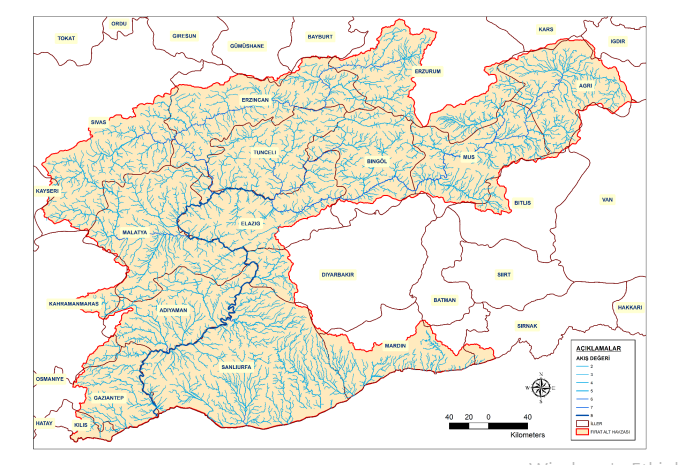 ORDU
TOKAT
GIRESUN
GÜMÜSHANE
BAYBURT
KARS
IGDIR
ERZURUM
AGRI
ERZINCAN
SIVAS
TUNCELI
BINGÖL
MUS
KAYSERI
BITLIS
VAN
ELAZIG
MALATYA
DIYARBAKIR
SIIRT
BATMAN
KAHRAMANMARAS
ADIYAMAN
HAKKARI
SIRNAK
MARDIN
SANLIURFA
OSMANIYE
GAZIANTEP
HATAY
KILIS
AÇIKLAMALAR
AKIŞ DEĞERİ
2
3
4
5
6
7
8
İLLER
FIRAT ALT HAVZASI
N
W E
S
40 20 0 40
Kilometers